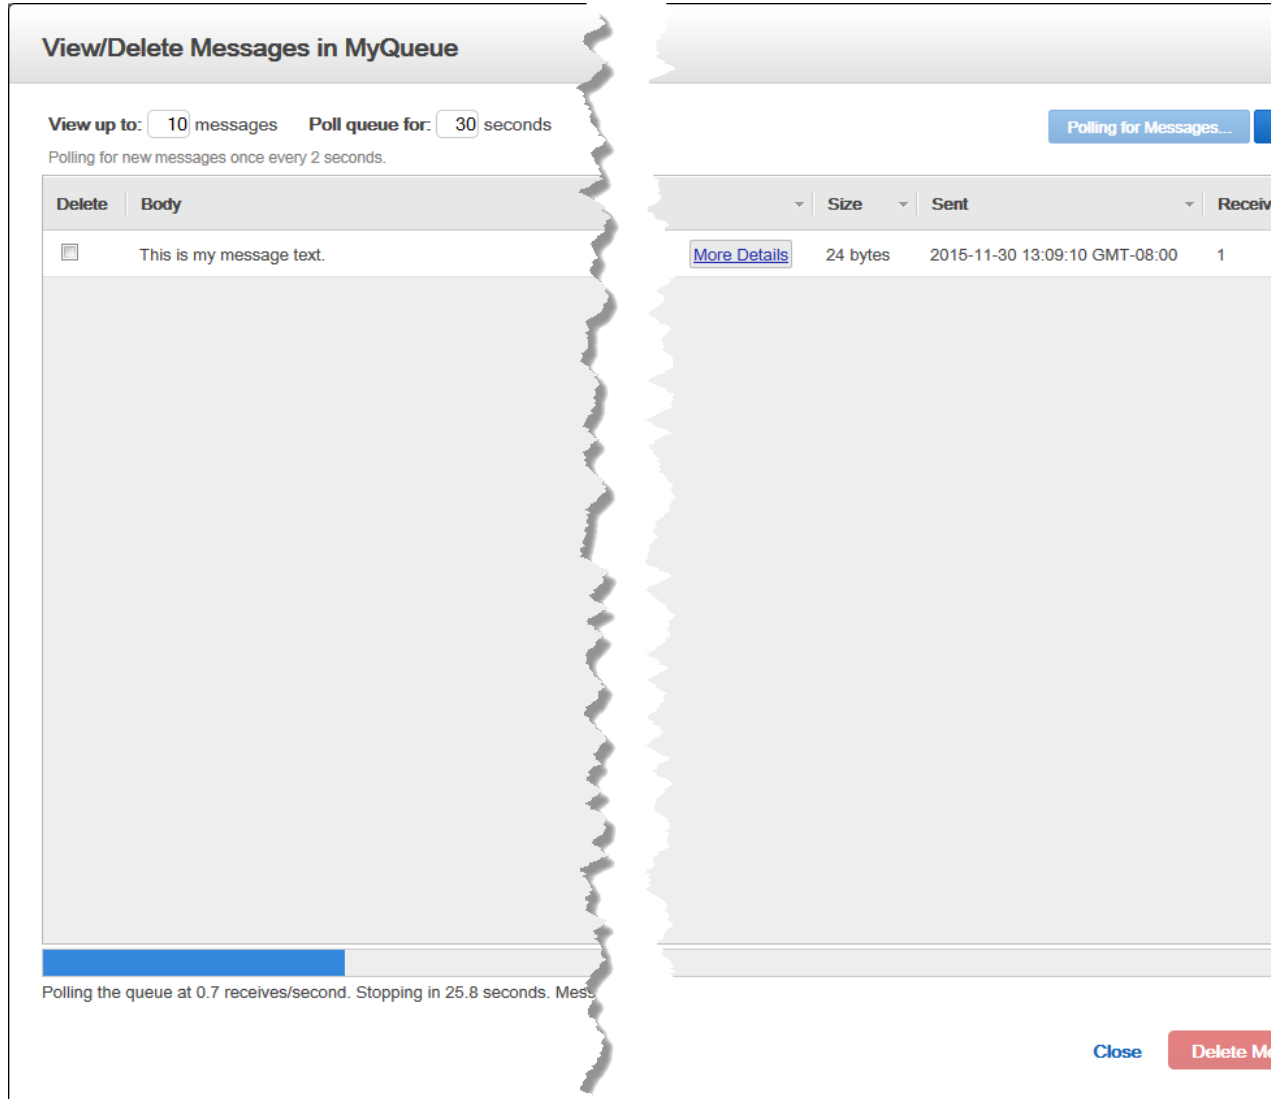 View/Delete Messages in MyQueue
View up to: 10 messages Poll queue for: 30 seconds
Polling for Messages...
Polling for new messages once every 2 seconds.
Delete Body Size Sent
This is my message text. More Details 24 bytes 2015-11-30 13:09:10 GMT-08:00 1
Polling the queue at 0.7 receives/second. Stopping in 25.8 seconds.
Close Delete